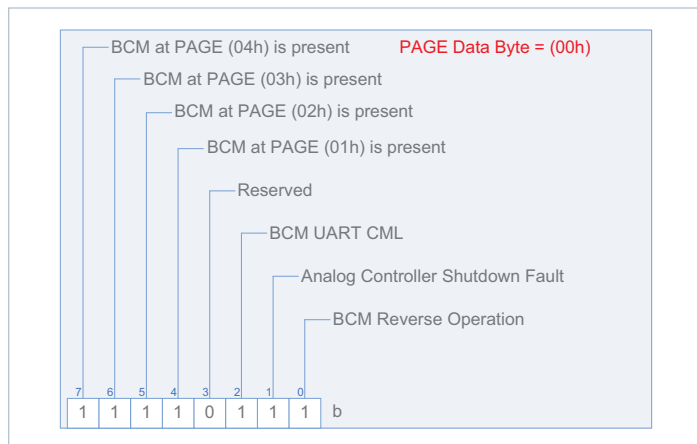 BCM at PAGE (04h) is present PAGE Data Byte = (00h)
BCM at PAGE (03h) is present
BCM at PAGE (02h) is present
BCM at PAGE (01h) is present
Reserved
BCM UART CML
Analog Controller Shutdown Fault
BCM Reverse Operation
7 6 5 4 3 2 1 0
1 1 1 1 0 1 1 1 b